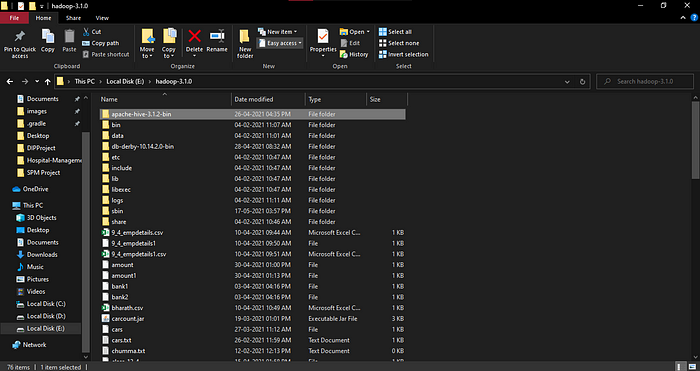 hadoop-3.1.0
File Home Share View
Pin to Quick access Copy Paste Cut Copy path Paste shortcut Move to Copy to Delete Rename New folder New item Easy access Properties Open Edit History Select all Select none Invert selection
Clipboard Organize New Open Select
This PC Local Disk (E:) hadoop-3.1.0 Search hadoop-3.1.0
Name Date modified Type Size
Documents
images
.gradle
Desktop
DIPProject
Hospital-Manageme
SPM Project
OneDrive
This PC
3D Objects
Desktop
Documents
Downloads
Music
Pictures
Videos
Local Disk (C:)
Local Disk (D:)
Local Disk (E:)
Network
apache-hive-3.1.2-bin 26-04-2021 04:35 PM File folder
bin 04-02-2021 11:07 AM File folder
data 04-02-2021 11:01 AM File folder
db-derby-10.14.2.0-bin 28-04-2021 08:32 AM File folder
etc 04-02-2021 10:47 AM File folder
include 04-02-2021 10:47 AM File folder
lib 04-02-2021 10:47 AM File folder
libexec 04-02-2021 10:47 AM File folder
logs 04-02-2021 11:11 AM File folder
sbin 17-05-2021 03:57 PM File folder
share 04-02-2021 10:46 AM File folder
9_4_empdetails.csv 10-04-2021 09:44 AM Microsoft Excel C... 1 KB
9_4_empdetails1 10-04-2021 09:50 AM File 1 KB
9_4_empdetails1.csv 10-04-2021 09:51 AM Microsoft Excel C... 1 KB
amount 30-04-2021 01:00 PM File 1 KB
amount1 30-04-2021 01:13 PM File 1 KB
bank1 03-04-2021 04:16 PM File 1 KB
bank2 03-04-2021 04:16 PM File 1 KB
bharath.csv 10-04-2021 10:49 AM Microsoft Excel C... 1 KB
carcount.jar 19-03-2021 01:01 PM Executable Jar File 3 KB
cars 27-03-2021 11:12 AM File 1 KB
cars.txt 26-02-2021 11:59 AM Text Document 1 KB
chumma.txt 12-02-2021 12:13 PM Text Document 1 KB
76 items 1 item selected